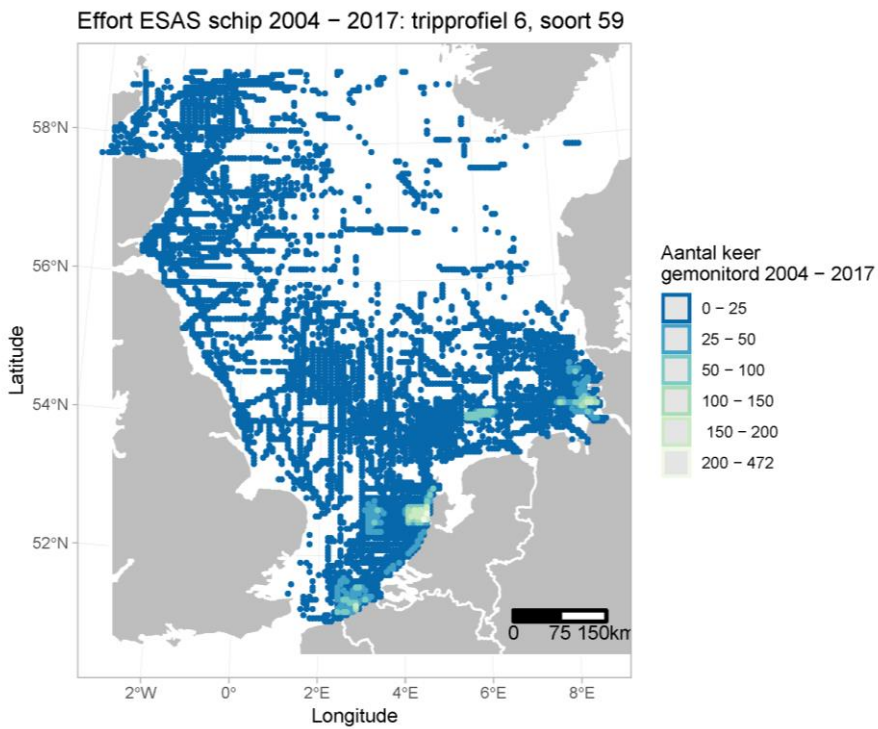 Effort ESAS schip 2004 − 2017: tripprofiel 6, soort 59
58°N
56°N
54°N
52°N
Latitude
2°W 0° 2°E 4°E 6°E 8°E
Longitude
0 75 150km
Aantal keer
gemonitord 2004 − 2017
0 − 25
25 − 50
50 − 100
100 − 150
150 − 200
200 − 472